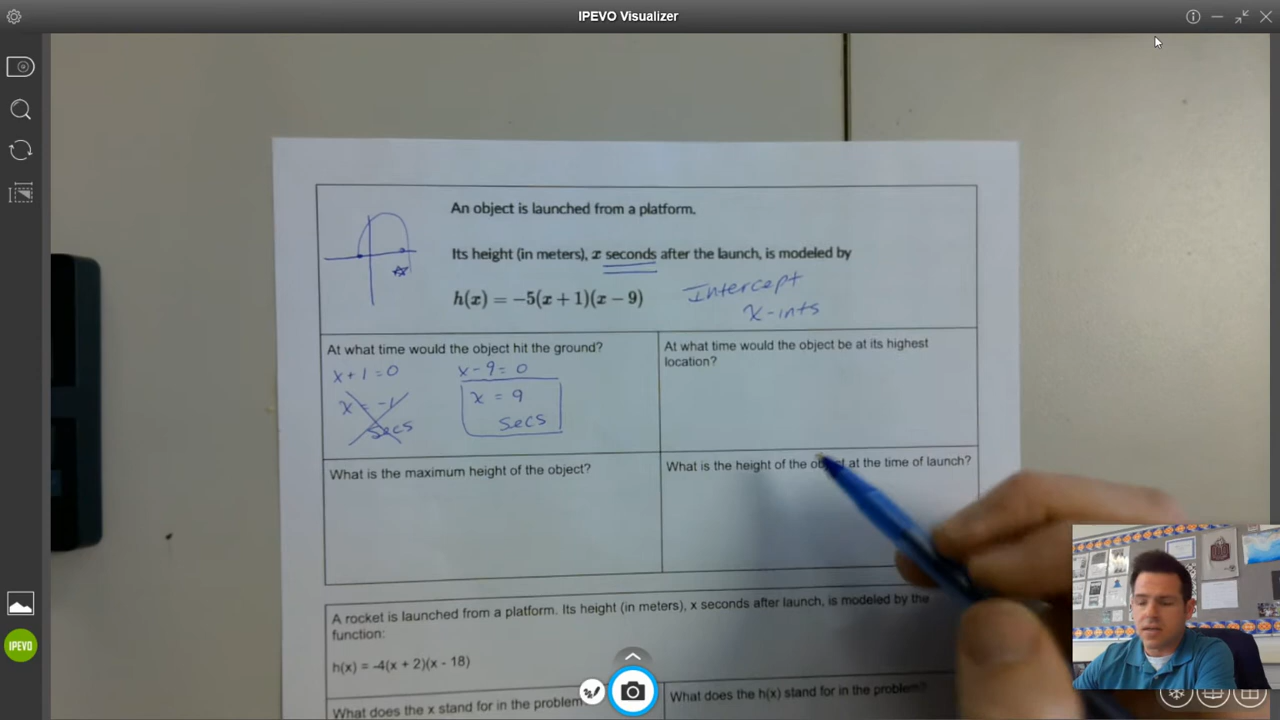 IPEVO Visualizer
An object is launched from a platform.
Its height (in meters), x seconds after the launch, is modeled by
h(x) = −5(x + 1)(x − 9)
Intercept
x-ints
At what time would the object hit the ground?
x + 1 = 0
x = -1
secs
x - 9 = 0
x = 9
secs
At what time would the object be at its highest
location?
What is the maximum height of the object?
What is the height of the object at the time of launch?
A rocket is launched from a platform. Its height (in meters), x seconds after launch, is modeled by the
function:
h(x) = -4(x + 2)(x - 18)
What does the x stand for in the problem
What does the h(x) stand for in the problem?
IPEVO